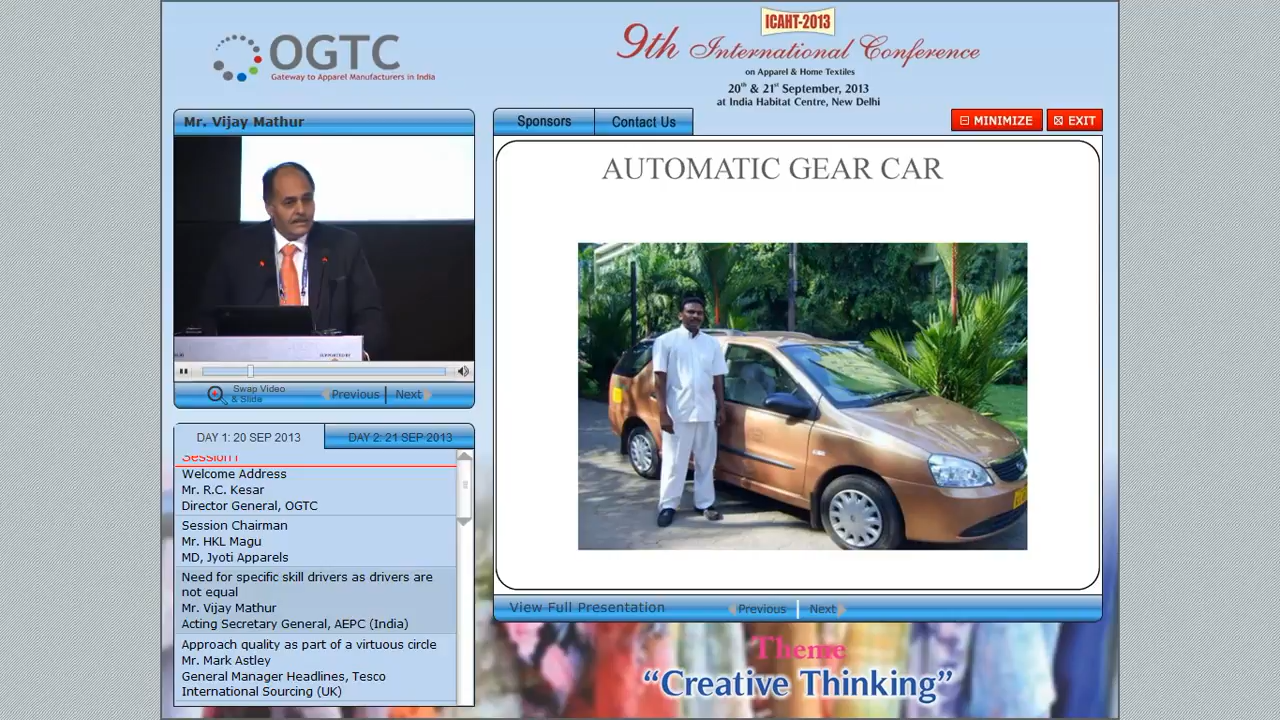 OGTC
Gateway to Apparel Manufacturers in India
ICAHT-2013
9th International Conference
on Apparel & Home Textiles
20th & 21st September, 2013
at India Habitat Centre, New Delhi
Mr. Vijay Mathur
Sponsors
Contact Us
MINIMIZE
EXIT
AUTOMATIC GEAR CAR
Swap Video
& Slide
Previous
Next
DAY 1: 20 SEP 2013
DAY 2: 21 SEP 2013
Session I
Welcome Address
Mr. R.C. Kesar
Director General, OGTC
Session Chairman
Mr. HKL Magu
MD, Jyoti Apparels
Need for specific skill drivers as drivers are
not equal
Mr. Vijay Mathur
Acting Secretary General, AEPC (India)
Approach quality as part of a virtuous circle
Mr. Mark Astley
General Manager Headlines, Tesco
International Sourcing (UK)
View Full Presentation
Previous
Next
Theme
“Creative Thinking”